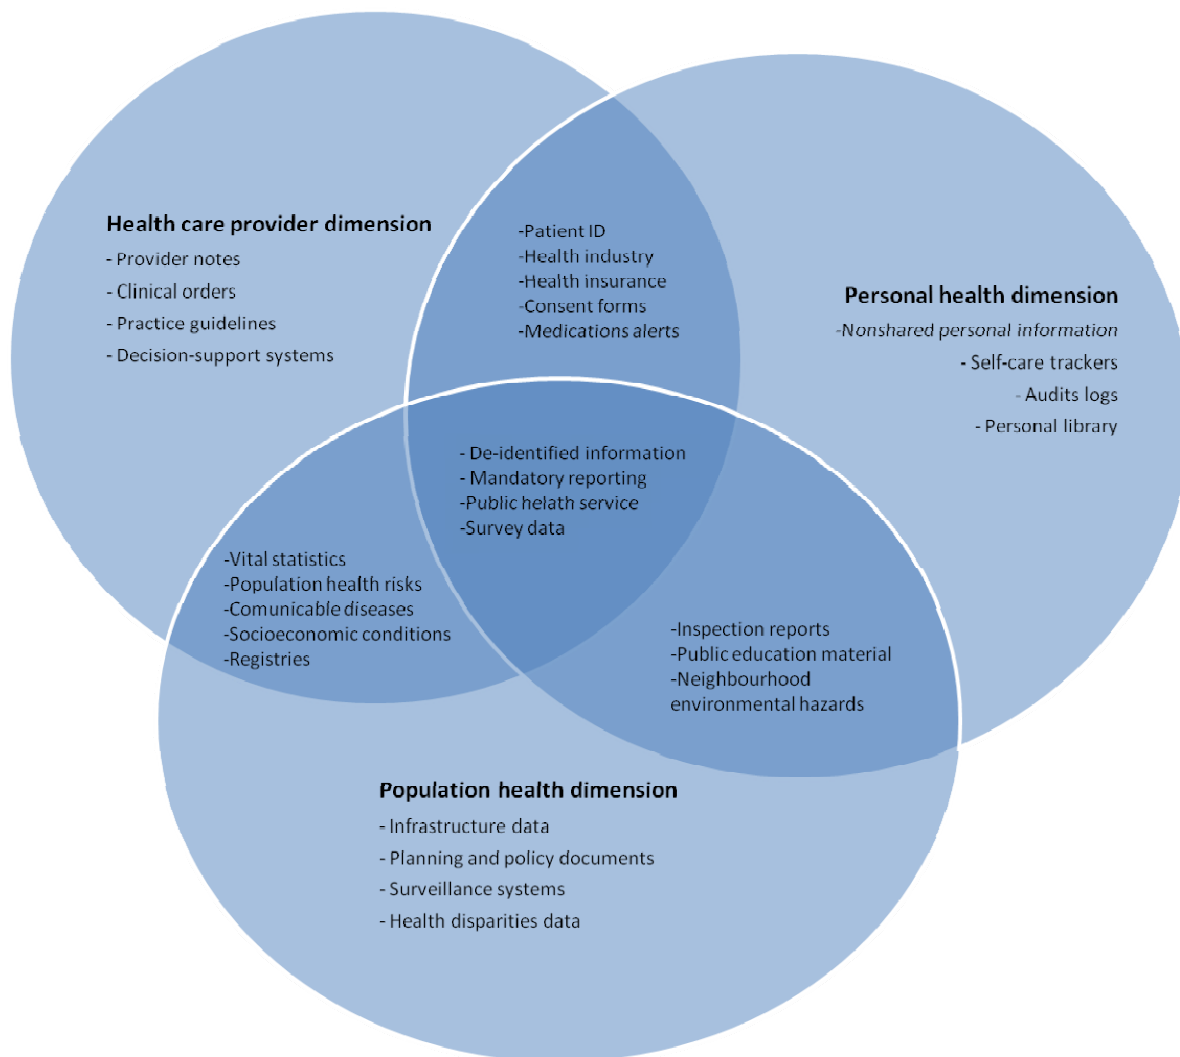 Health care provider dimension
- Provider notes
- Clinical orders
- Practice guidelines
- Decision-support systems
-Patient ID
-Health industry
-Health insurance
-Consent forms
-Medications alerts
Personal health dimension
-Nonshared personal information
- Self-care trackers
- Audits logs
- Personal library
- De-identified information
- Mandatory reporting
-Public helath service
-Survey data
-Vital statistics
-Population health risks
-Comunicable diseases
-Socioeconomic conditions
-Registries
-Inspection reports
-Public education material
-Neighbourhood
environmental hazards
Population health dimension
- Infrastructure data
- Planning and policy documents
- Surveillance systems
- Health disparities data